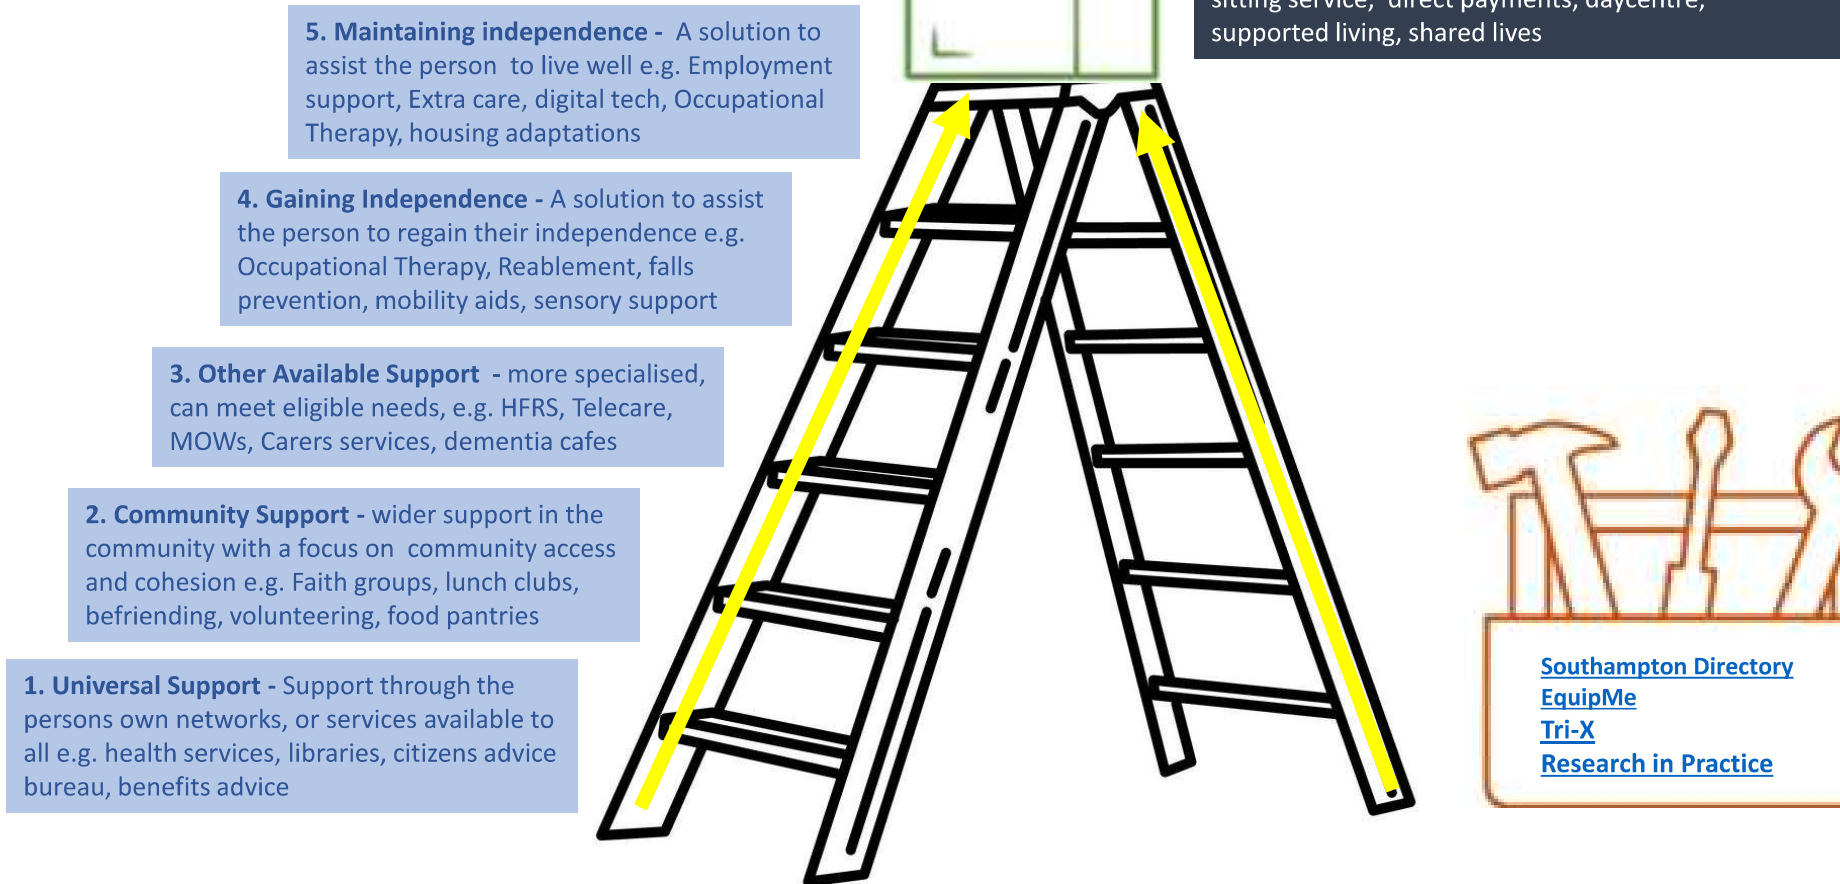 sitting service, direct payments, daycentre,
supported living, shared lives
5. Maintaining independence - A solution to
assist the person to live well e.g. Employment
support, Extra care, digital tech, Occupational
Therapy, housing adaptations
4. Gaining Independence - A solution to assist
the person to regain their independence e.g.
Occupational Therapy, Reablement, falls
prevention, mobility aids, sensory support
3. Other Available Support - more specialised,
can meet eligible needs, e.g. HFRS, Telecare,
MOWs, Carers services, dementia cafes
2. Community Support - wider support in the
community with a focus on community access
and cohesion e.g. Faith groups, lunch clubs,
befriending, volunteering, food pantries
1. Universal Support - Support through the
persons own networks, or services available to
all e.g. health services, libraries, citizens advice
bureau, benefits advice
Southampton Directory
EquipMe
Tri-X
Research in Practice